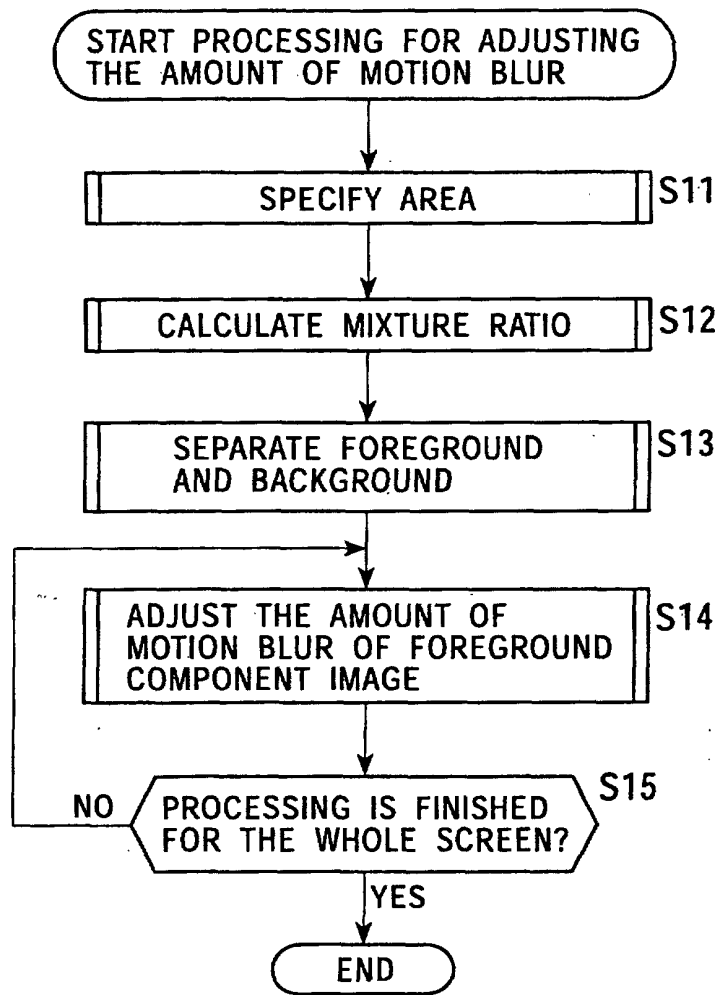 START PROCESSING FOR ADJUSTING
THE AMOUNT OF MOTION BLUR
SPECIFY AREA
S11
CALCULATE MIXTURE RATIO
S12
SEPARATE FOREGROUND
AND BACKGROUND
S13
ADJUST THE AMOUNT OF
MOTION BLUR OF FOREGROUND
COMPONENT IMAGE
S14
S15
NO
PROCESSING IS FINISHED
FOR THE WHOLE SCREEN?
YES
END